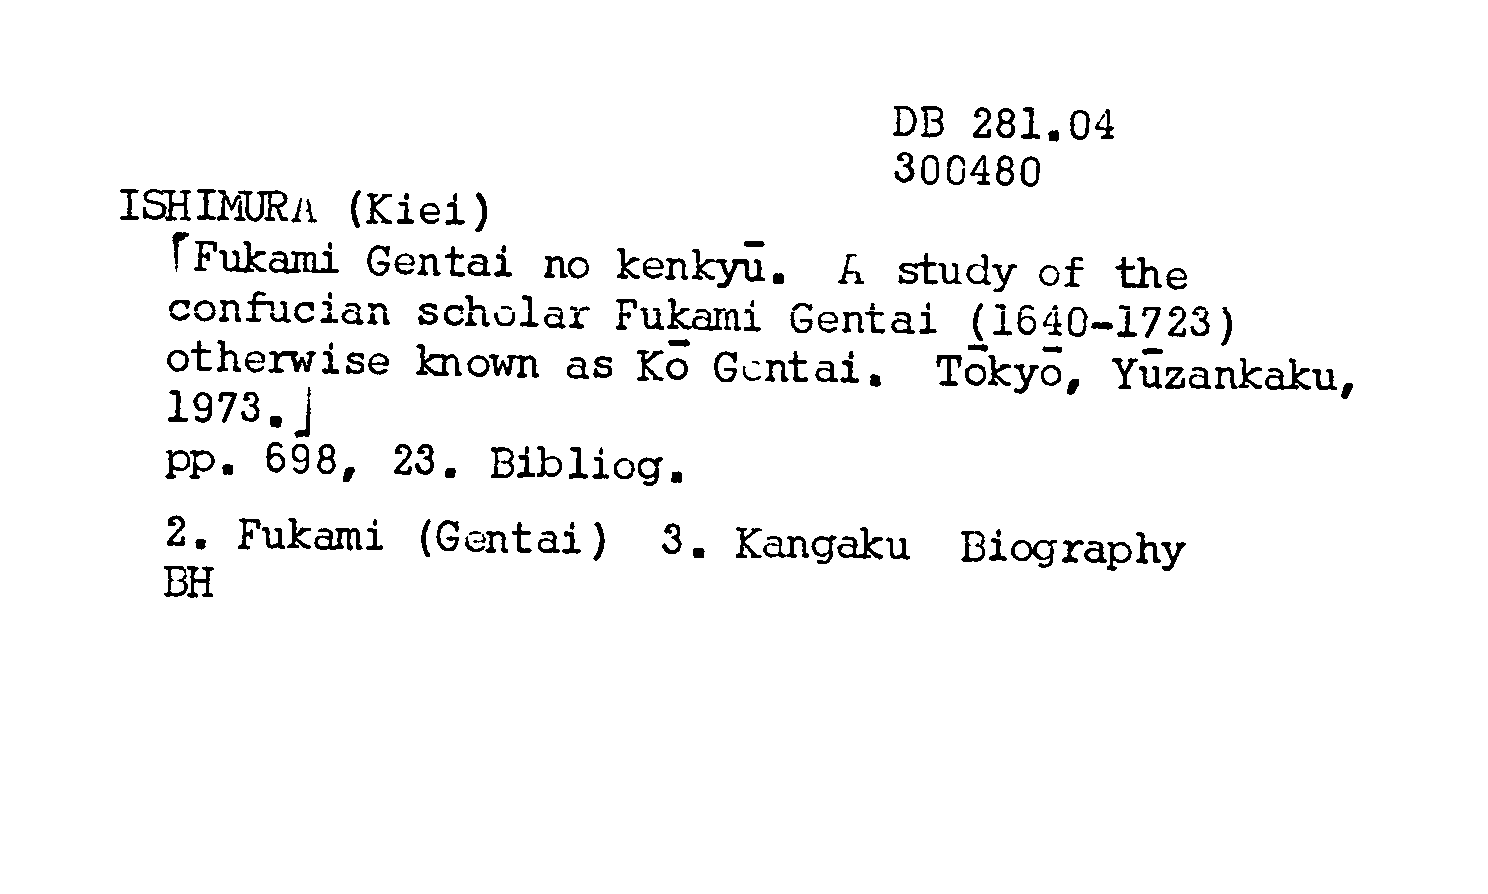 DB 281.04
300480
ISHIMURA (Kiei)
「Fukami Gentai no kenkyū. A study of the
confucian scholar Fukami Gentai (1640-1723)
otherwise known as Kō Gentai. Tōkyō, Yūzankaku,
1973.」
pp. 698, 23. Bibliog.
2. Fukami (Gentai) 3. Kangaku Biography
BH